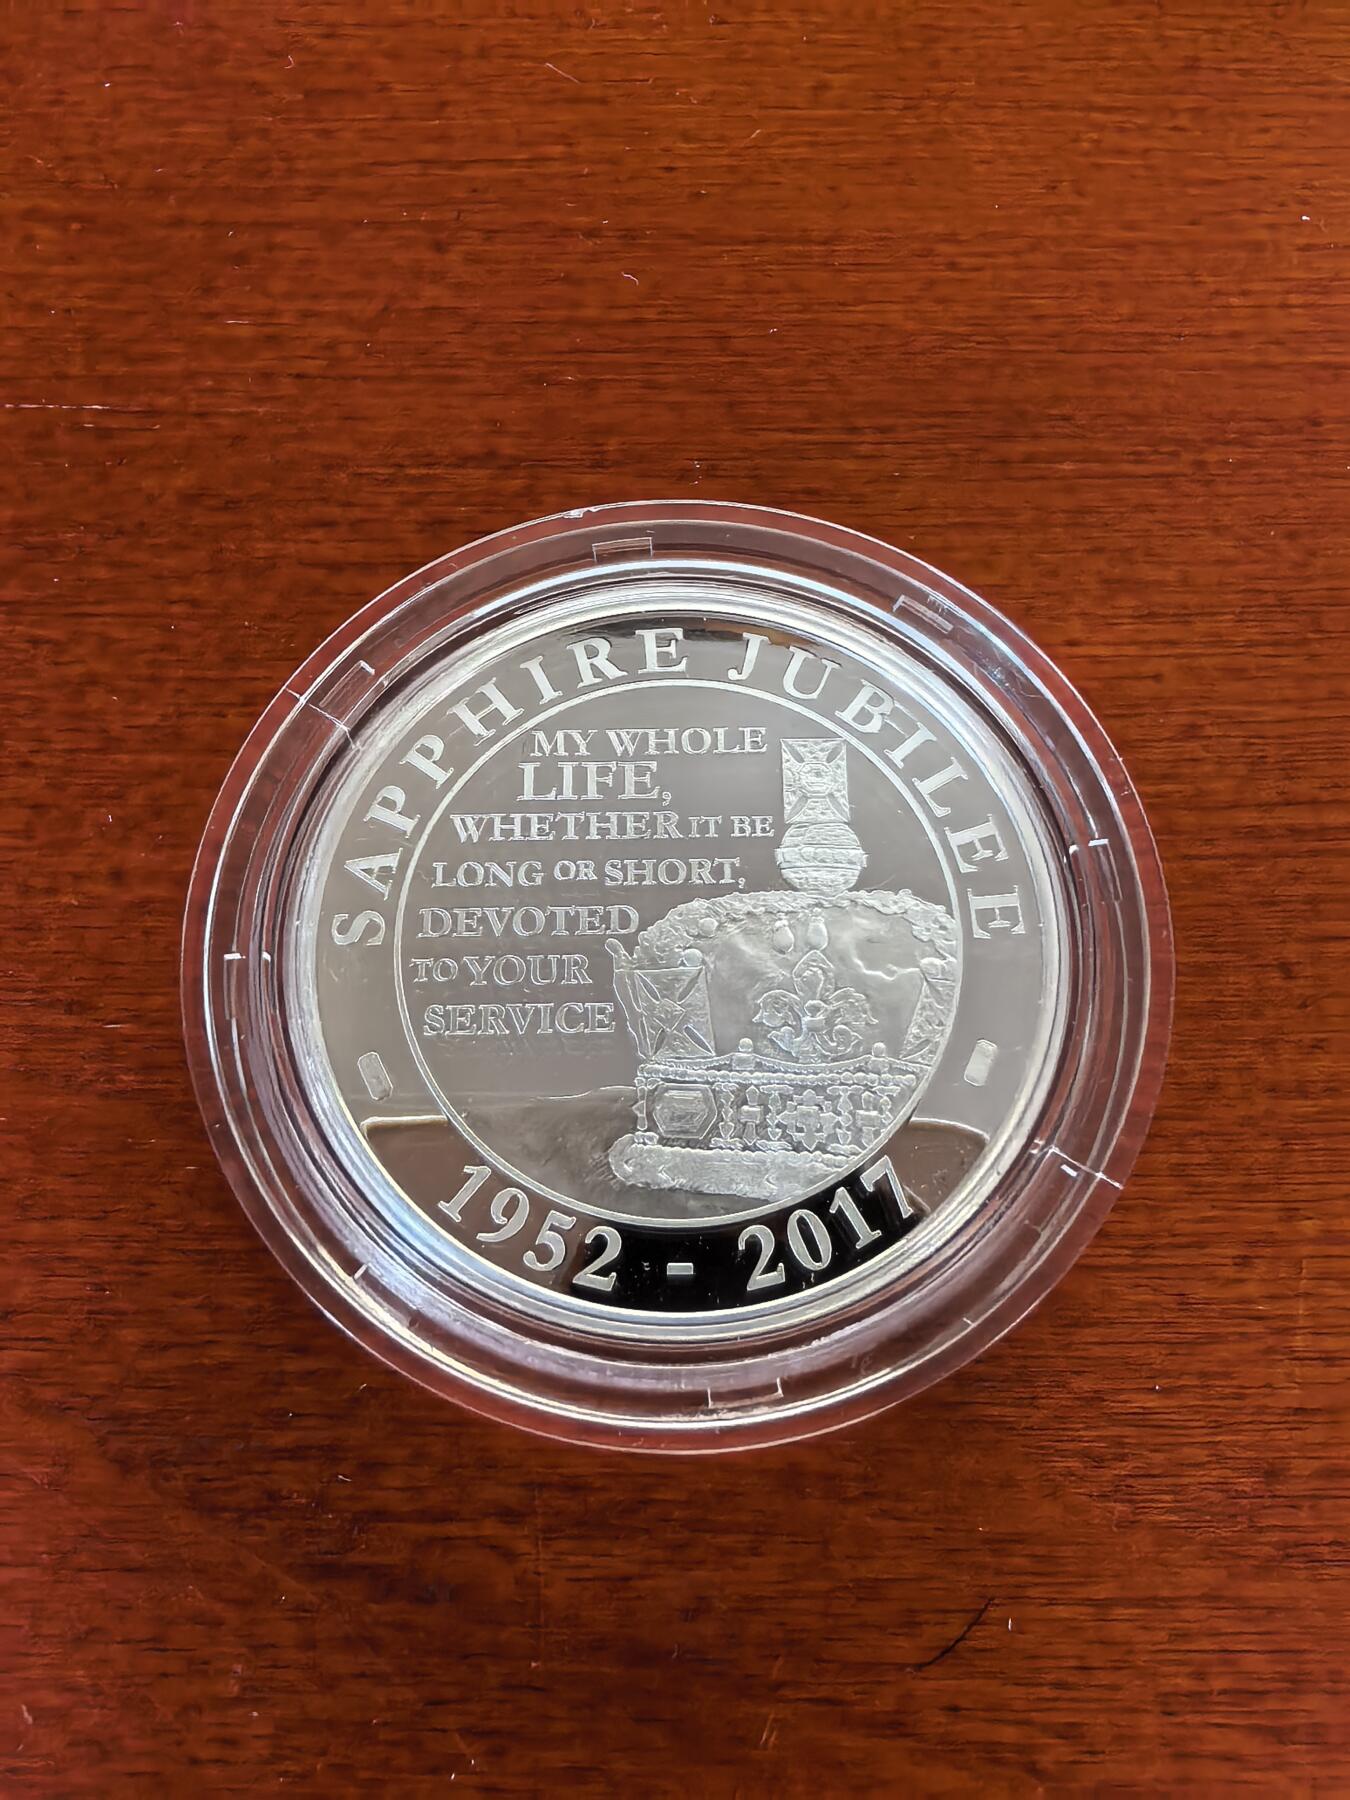 SAPPHIRE JUBILEE
MY WHOLE
LIFE,
WHETHER IT BE
LONG OR SHORT,
DEVOTED
TO YOUR
SERVICE
1952 - 2017